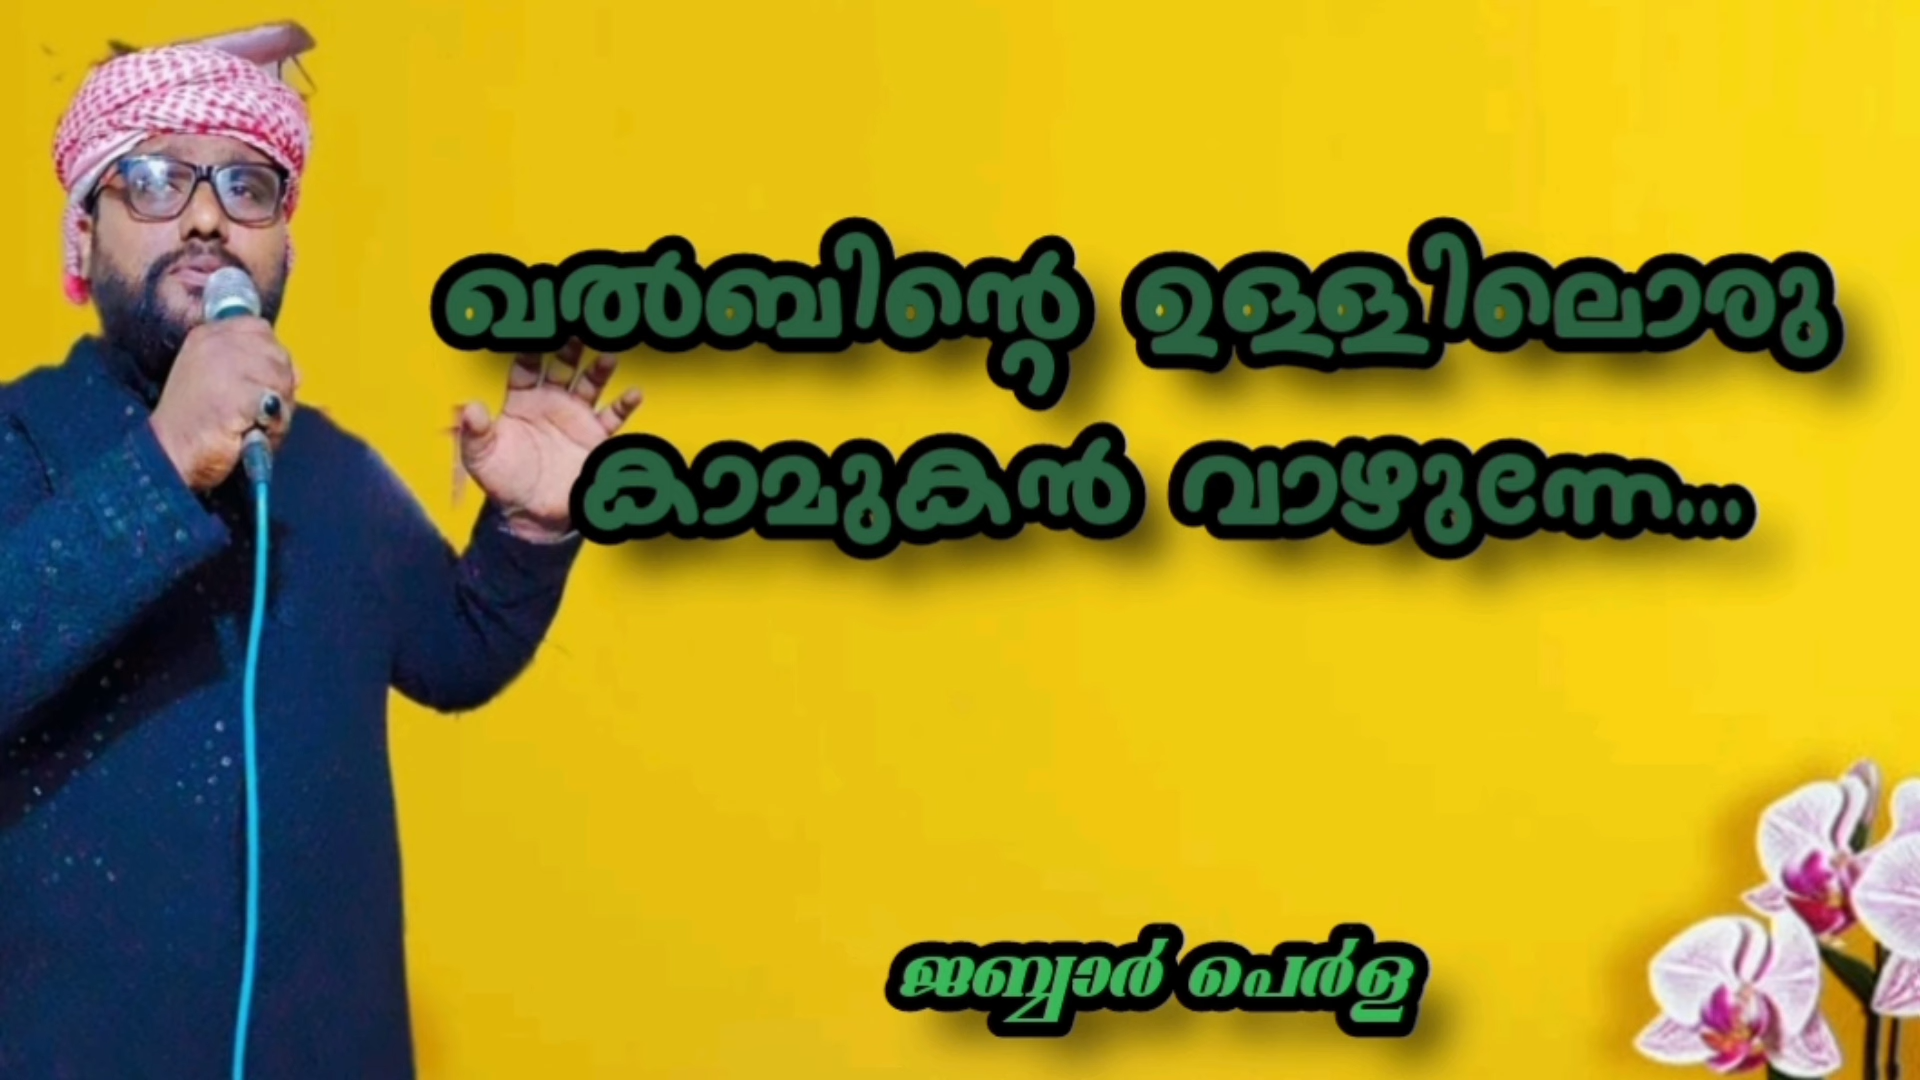 ഖൽബിന്റെ ഉള്ളിലൊരു
കാമുകൻ വാഴുന്നേ...
ജബ്ബാർ പെർള